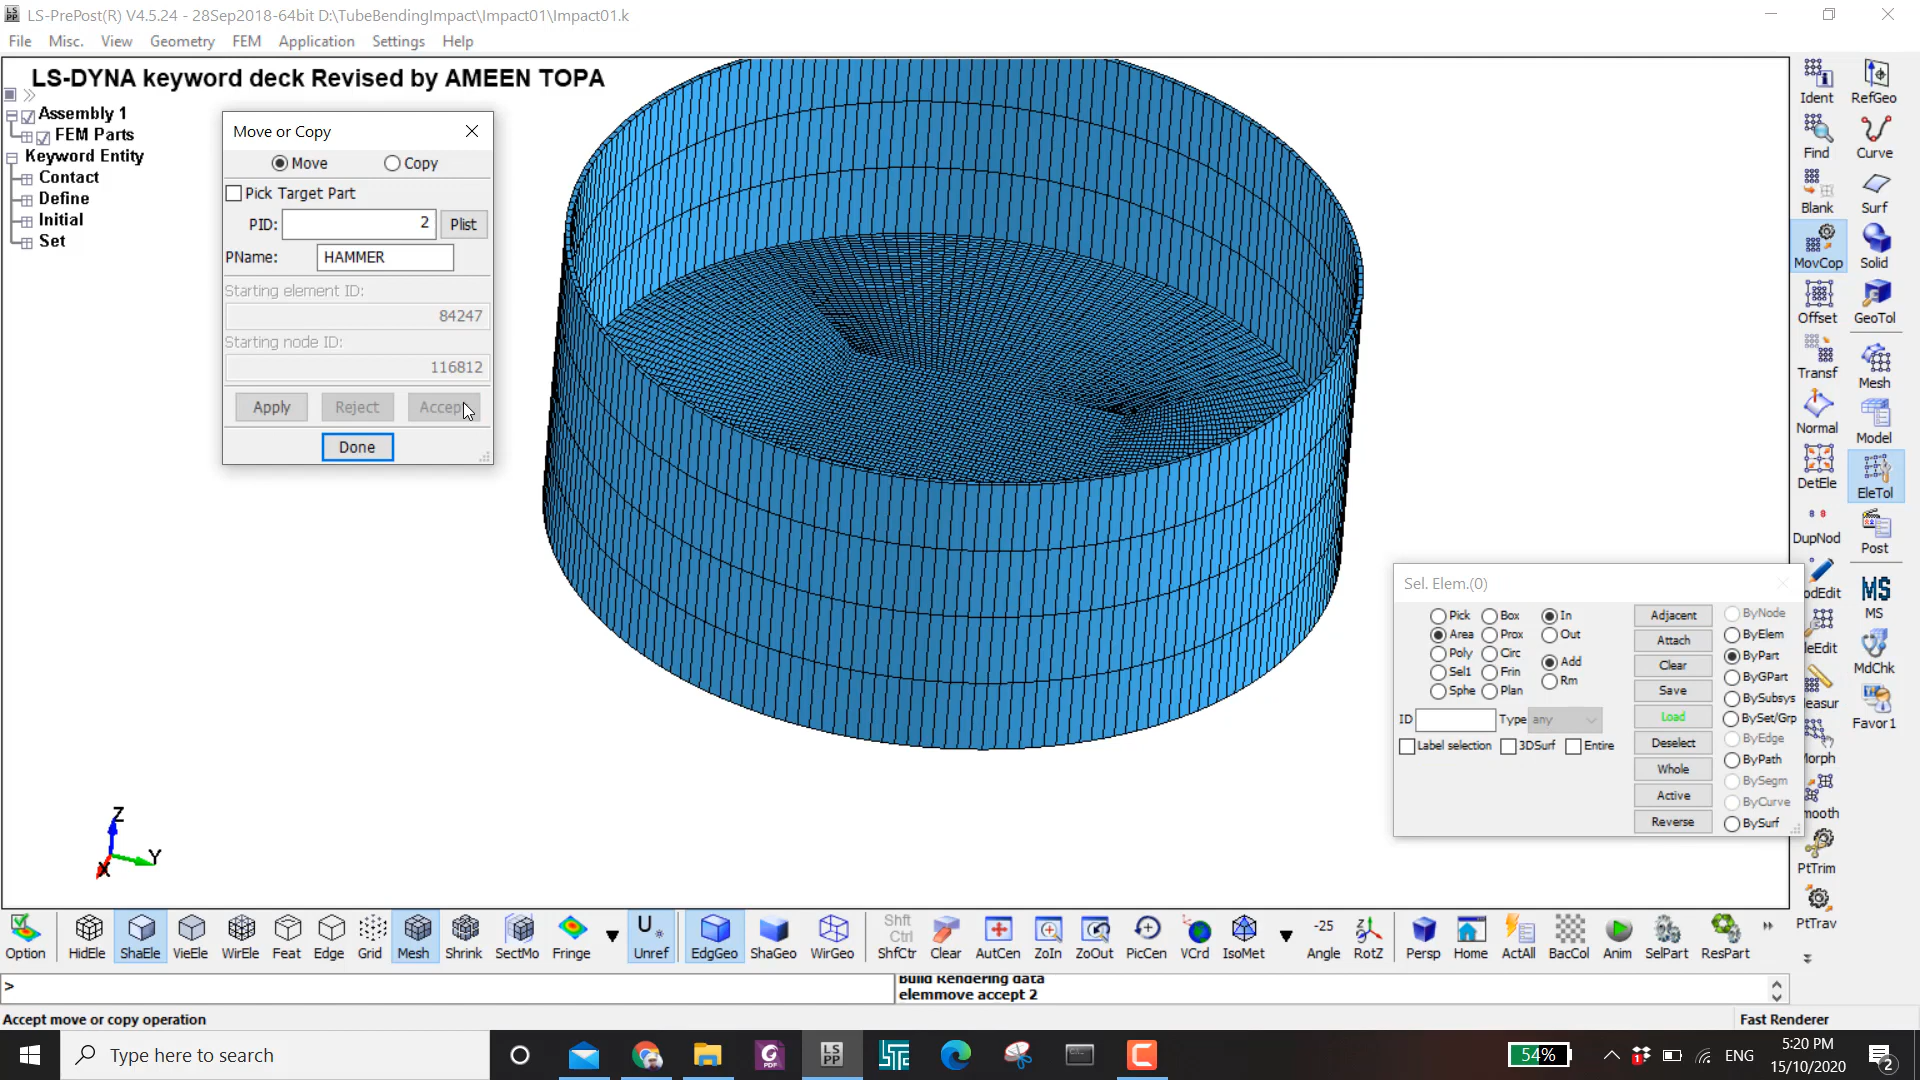 LS-PrePost(R) V4.5.24 - 28Sep2018-64bit D:\TubeBendingImpact\Impact01\Impact01.k
File Misc. View Geometry FEM Application Settings Help
LS-DYNA keyword deck Revised by AMEEN TOPA
Assembly 1
FEM Parts
Keyword Entity
Contact
Define
Initial
Set
Move or Copy
Move Copy
Pick Target Part
PID: 2 Plist
PName: HAMMER
Starting element ID:
84247
Starting node ID:
116812
Apply Reject Accept
Done
Z
Y
X
Sel. Elem.(0)
Pick Box In
Area Prox Out
Poly Circ
Add
Sel1 Frin
Rm
Sphe Plan
ID Type any
Label selection 3DSurf Entire
Adjacent
Attach
Clear
Save
Load
Deselect
Whole
Active
Reverse
ByNode
ByElem
ByPart
ByGPart
BySubsys
BySet/Grp
ByEdge
ByPath
BySegm
ByCurve
BySurf
Ident RefGeo
Find Curve
Blank Surf
MovCop Solid
Offset GeoTol
Transf
Mesh
Normal
Model
DetEle
EleTol
DupNod
Post
odEdit
MS
MS
leEdit
MdChk
easur
Favor1
lorph
mooth
PtTrim
PtTrav
Option HidEle ShaEle VieEle WirEle Feat Edge Grid Mesh Shrink SectMo Fringe U Unref EdgGeo ShaGeo WirGeo Shft Ctrl ShfCtr Clear AutCen ZoIn ZoOut PicCen VCrd IsoMet -25 Angle RotZ Persp Home ActAll BacCol Anim SelPart ResPart
>
Build Rendering data
elemmove accept 2
Accept move or copy operation
Fast Renderer
Type here to search
PDF
LS
PP
54%
1
ENG
5:20 PM
15/10/2020
2